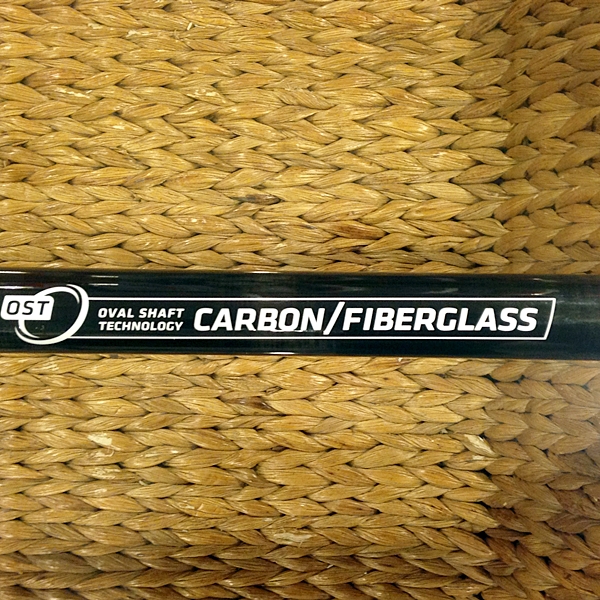 OST
OVAL SHAFT
TECHNOLOGY
CARBON/FIBERGLASS